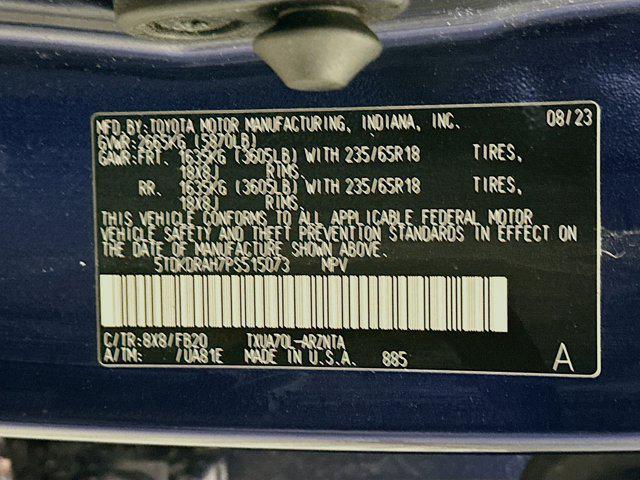 MFD.BY:TOYOTA MOTOR MANUFACTURING, INDIANA, INC. 08/23
GVWR:2665KG (5870LB)
GAWR:FRT. 1635KG (3605LB) WITH 235/65R18 TIRES,
18X8J RIMS.
RR. 1635KG (3605LB) WITH 235/65R18 TIRES,
18X8J RIMS.
THIS VEHICLE CONFORMS TO ALL APPLICABLE FEDERAL MOTOR
VEHICLE SAFETY AND THEFT PREVENTION STANDARDS IN EFFECT ON
THE DATE OF MANUFACTURE SHOWN ABOVE.
5TDKDRAH7PS515073 MPV
C/TR:8X8/FB20 TXUA70L-ARZNTA
A/TM: /UA81E MADE IN U.S.A. 885 A